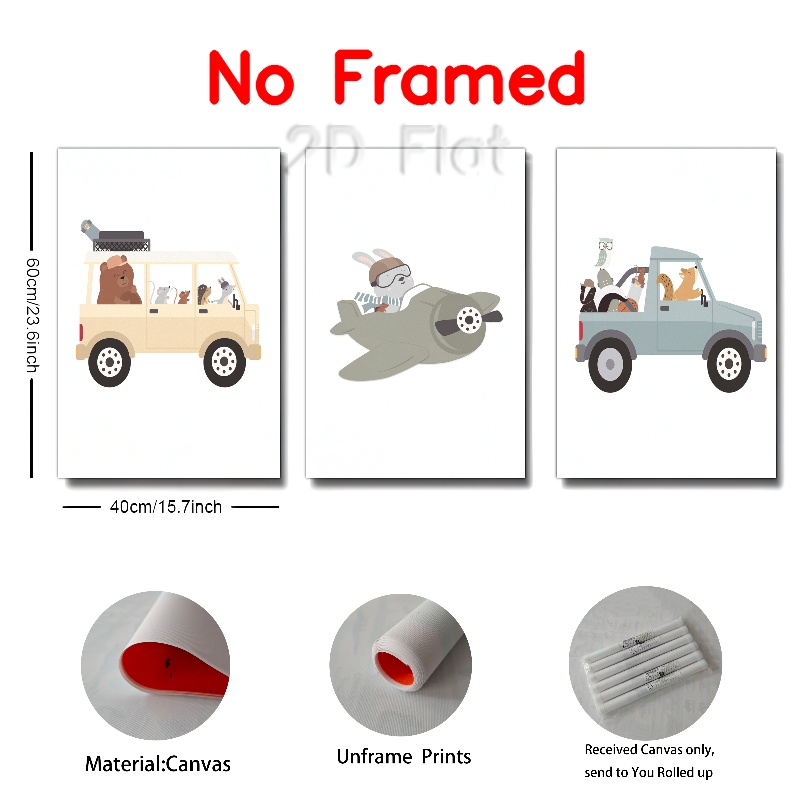 No Framed
2D Flat
60cm/23.6inch
40cm/15.7inch
Material:Canvas
Unframe Prints
Received Canvas only,
send to You Rolled up